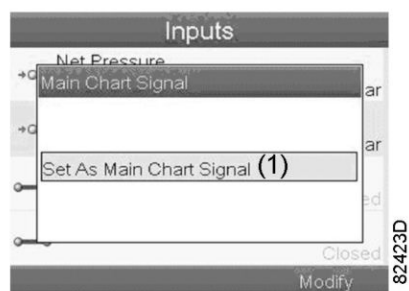 Inputs
Net Pressure
Main Chart Signal
ar
ar
Set As Main Chart Signal (1)
ed
Closed
Modify
82423D